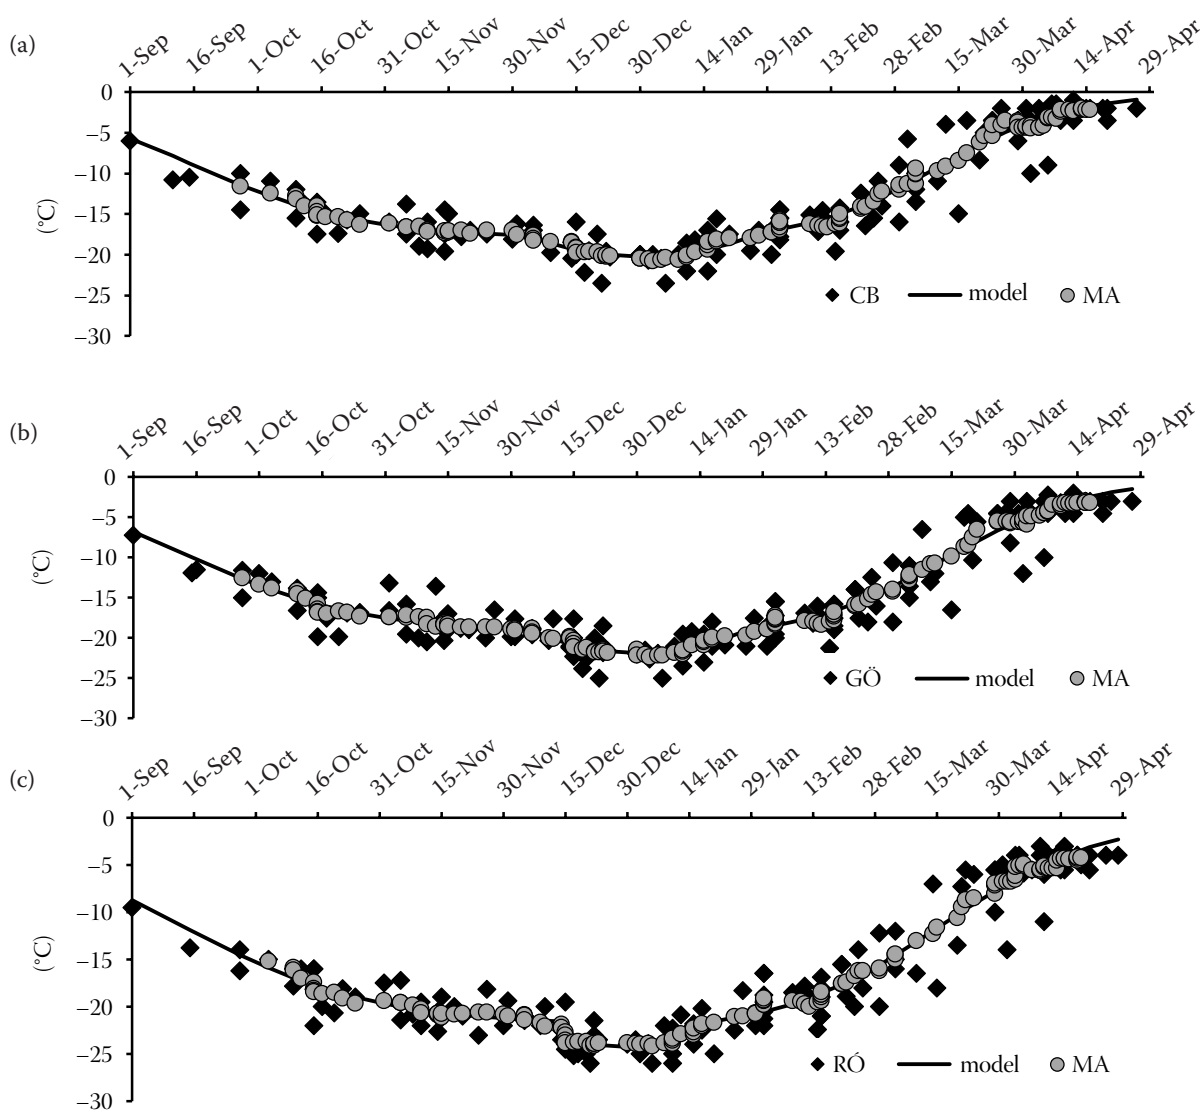 (a)
1-Sep 16-Sep 1-Oct 16-Oct 31-Oct 15-Nov 30-Nov 15-Dec 30-Dec 14-Jan 29-Jan 13-Feb 28-Feb 15-Mar 30-Mar 14-Apr 29-Apr
0
–5
–10
–15
–20
–25
–30
(°C)
CB model MA
(b)
1-Sep 16-Sep 1-Oct 16-Oct 31-Oct 15-Nov 30-Nov 15-Dec 30-Dec 14-Jan 29-Jan 13-Feb 28-Feb 15-Mar 30-Mar 14-Apr 29-Apr
0
–5
–10
–15
–20
–25
–30
(°C)
GÖ model MA
(c)
1-Sep 16-Sep 1-Oct 16-Oct 31-Oct 15-Nov 30-Nov 15-Dec 30-Dec 14-Jan 29-Jan 13-Feb 28-Feb 15-Mar 30-Mar 14-Apr 29-Apr
0
–5
–10
–15
–20
–25
–30
(°C)
RÓ model MA